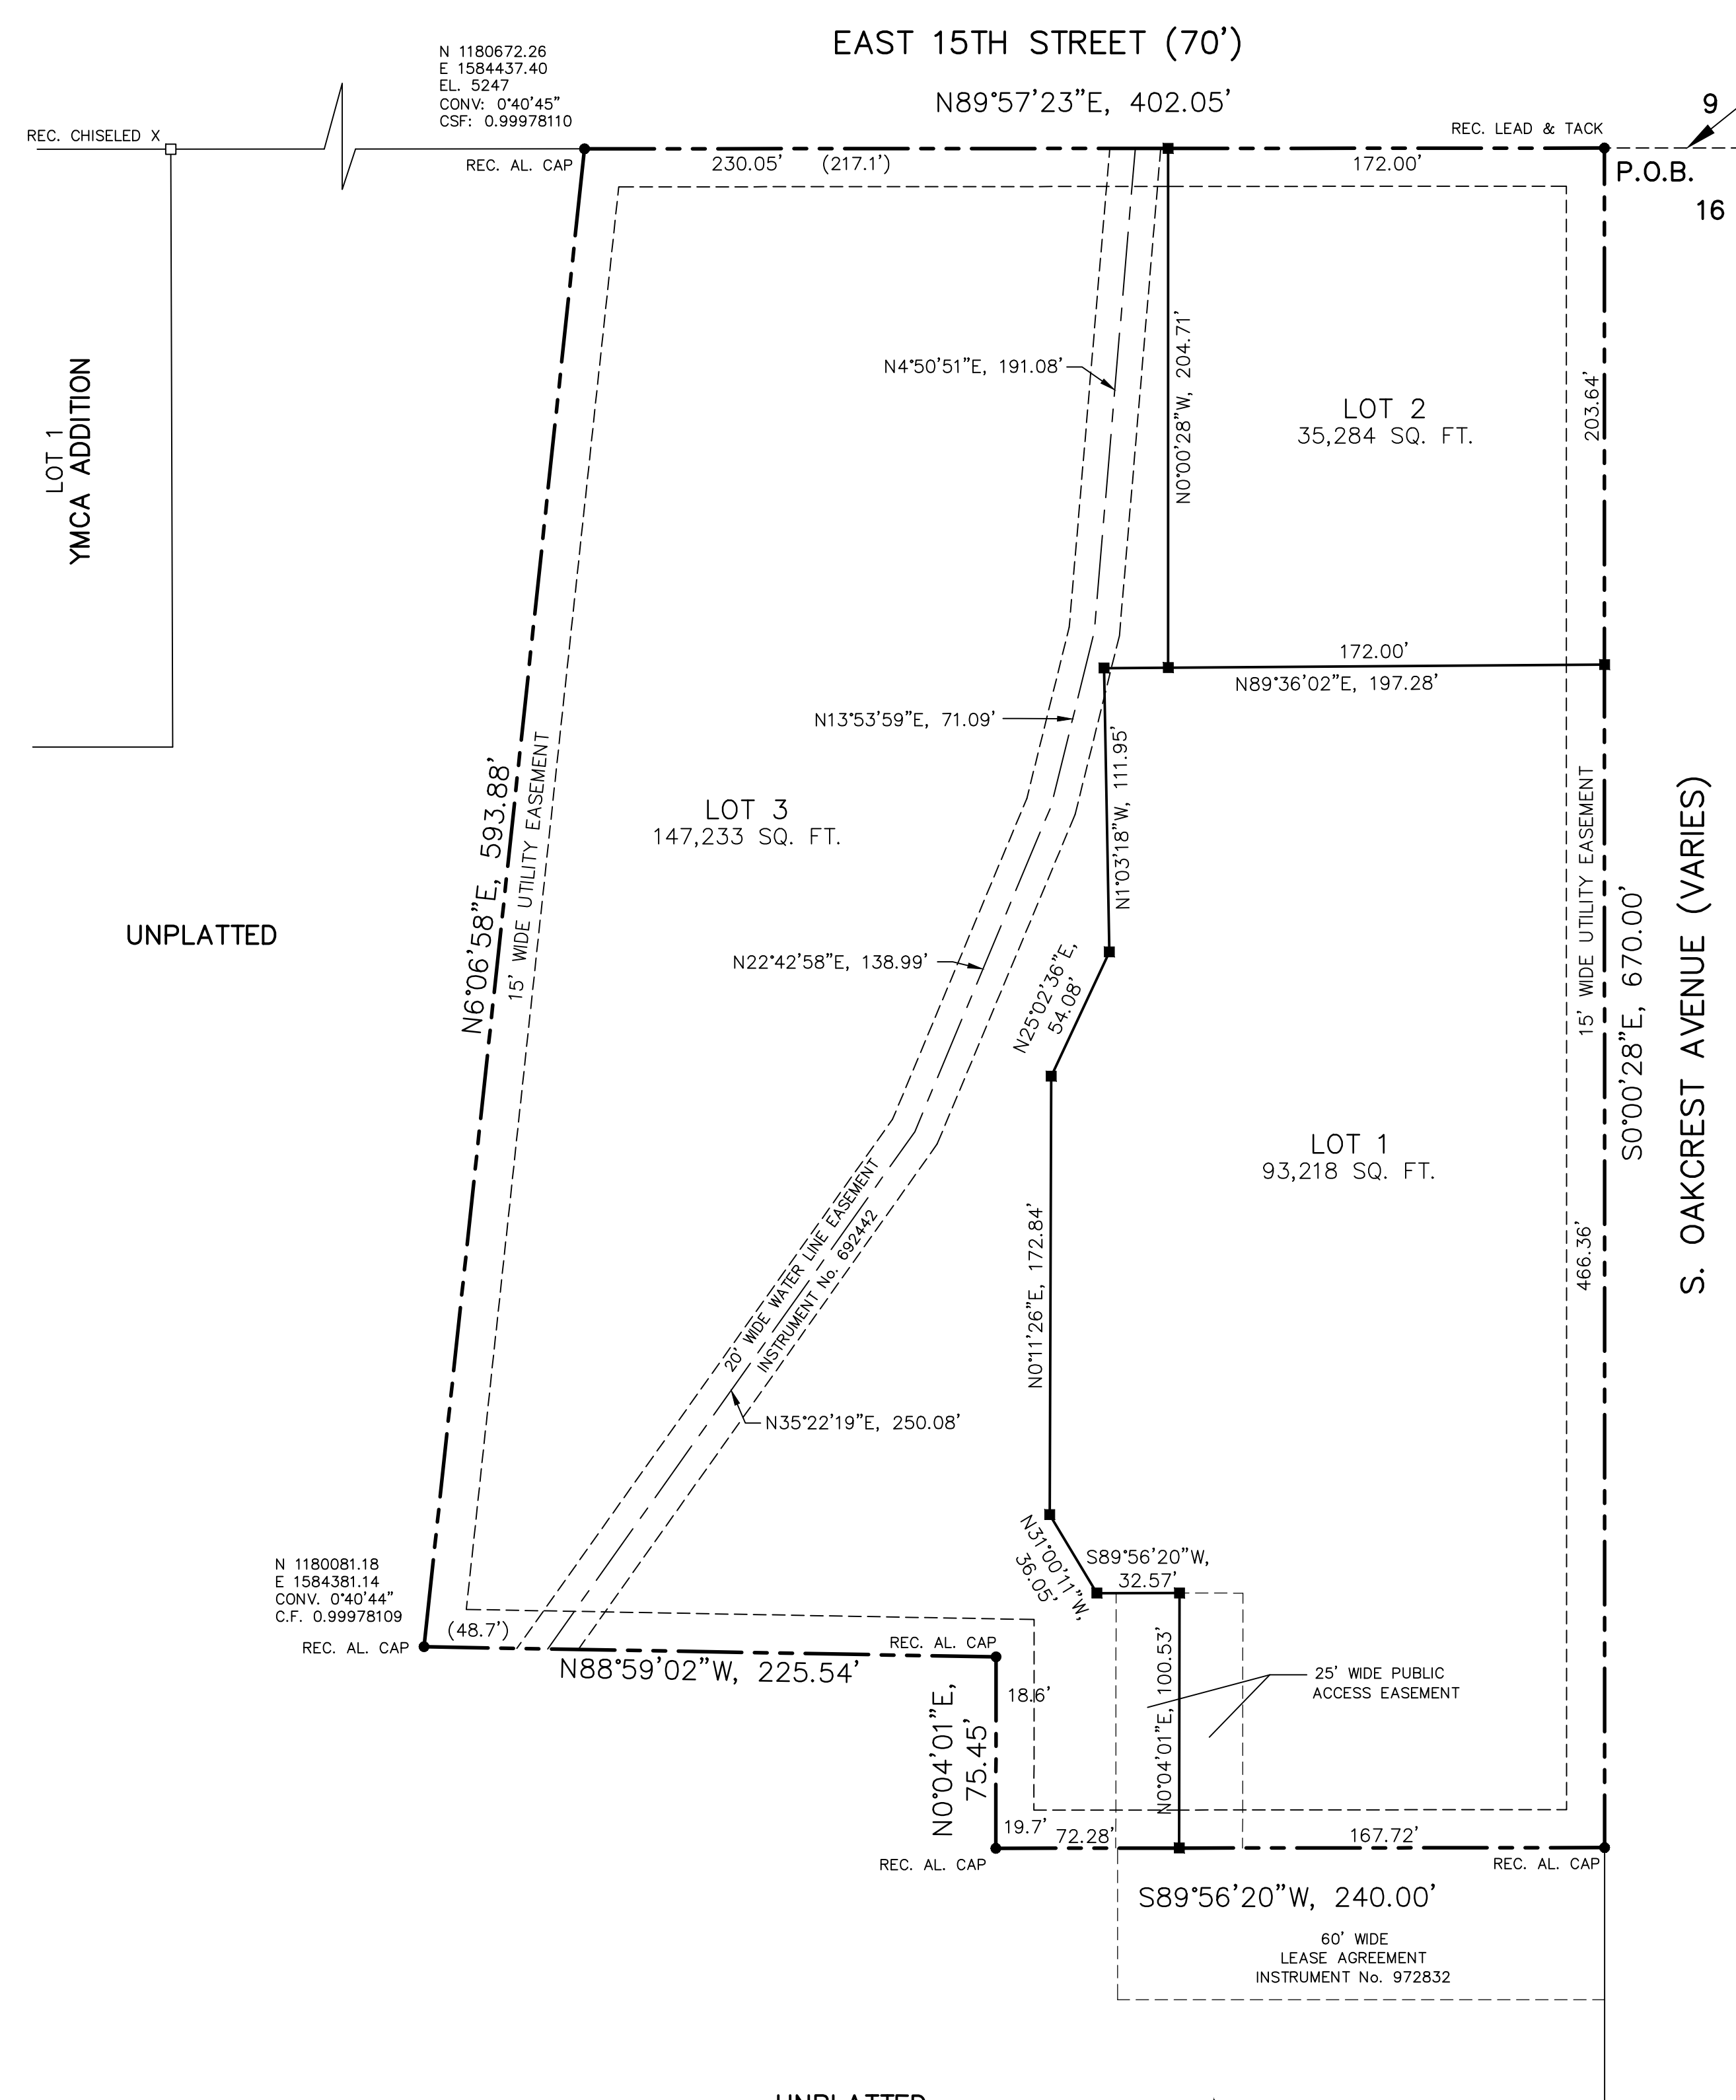 EAST 15TH STREET (70')
N89°57'23"E, 402.05'
N 1180672.26
E 1584437.40
EL. 5247
CONV: 0°40'45"
CSF: 0.99978110
REC. CHISELED X
REC. AL. CAP
230.05'
(217.1')
172.00'
REC. LEAD & TACK
9
P.O.B.
16
LOT 1
YMCA ADDITION
N4°50'51"E, 191.08'
N0°00'28"W, 204.71'
LOT 2
35,284 SQ. FT.
203.64'
172.00'
N89°36'02"E, 197.28'
N13°53'59"E, 71.09'
N1°03'18"W, 111.95'
LOT 3
147,233 SQ. FT.
N6°06'58"E, 593.88'
15' WIDE UTILITY EASEMENT
15' WIDE UTILITY EASEMENT
S0°00'28"E, 670.00'
S. OAKCREST AVENUE (VARIES)
UNPLATTED
N22°42'58"E, 138.99'
N25°02'36"E,
54.08'
LOT 1
93,218 SQ. FT.
20' WIDE WATER LINE EASEMENT
INSTRUMENT No. 692442
N0°11'26"E, 172.84'
466.36'
N35°22'19"E, 250.08'
N31°00'11"W,
36.05'
S89°56'20"W,
32.57'
N 1180081.18
E 1584381.14
CONV. 0°40'44"
C.F. 0.99978109
(48.7')
REC. AL. CAP
REC. AL. CAP
N88°59'02"W, 225.54'
18.6'
N0°04'01"E, 100.53'
25' WIDE PUBLIC
ACCESS EASEMENT
N0°04'01"E,
75.45'
19.7'
72.28'
167.72'
REC. AL. CAP
REC. AL. CAP
S89°56'20"W, 240.00'
60' WIDE
LEASE AGREEMENT
INSTRUMENT No. 972832
UNPLATTED